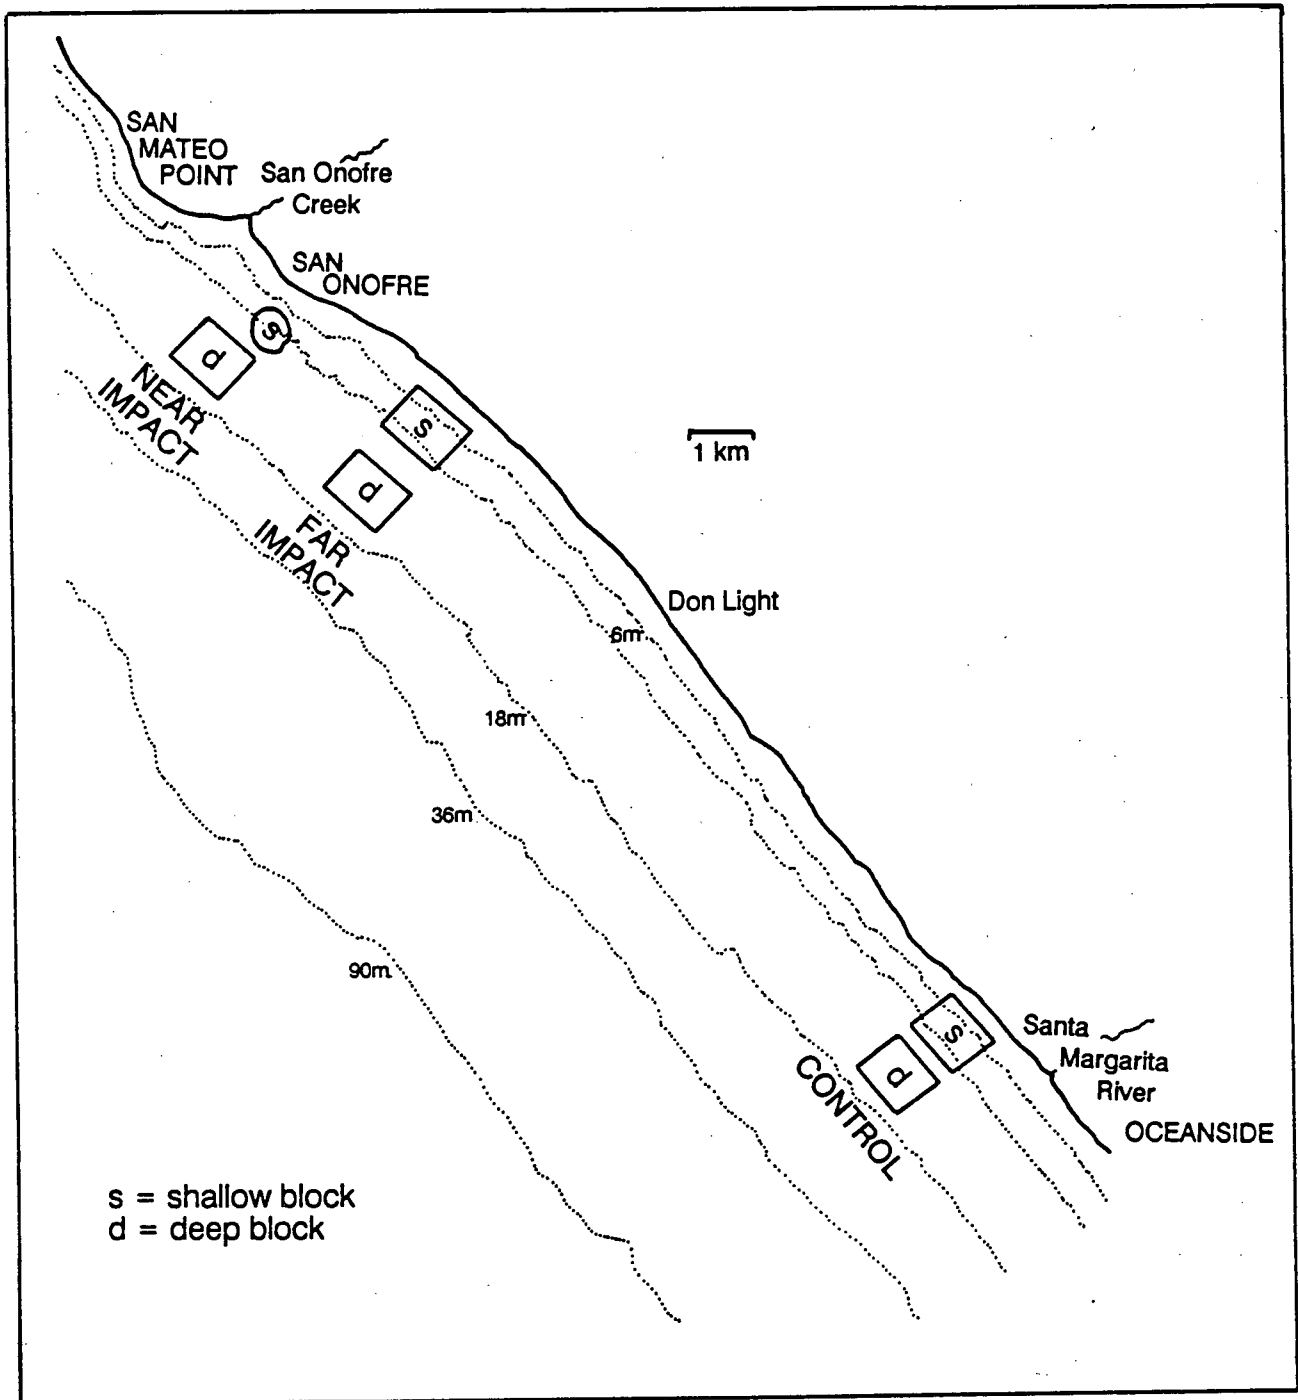 SAN
MATEO
POINT
San Onofre
Creek
SAN
ONOFRE
s
d
NEAR
IMPACT
s
d
FAR
IMPACT
1 km
Don Light
6m
18m
36m
90m
s
d
CONTROL
Santa
Margarita
River
OCEANSIDE
s = shallow block
d = deep block